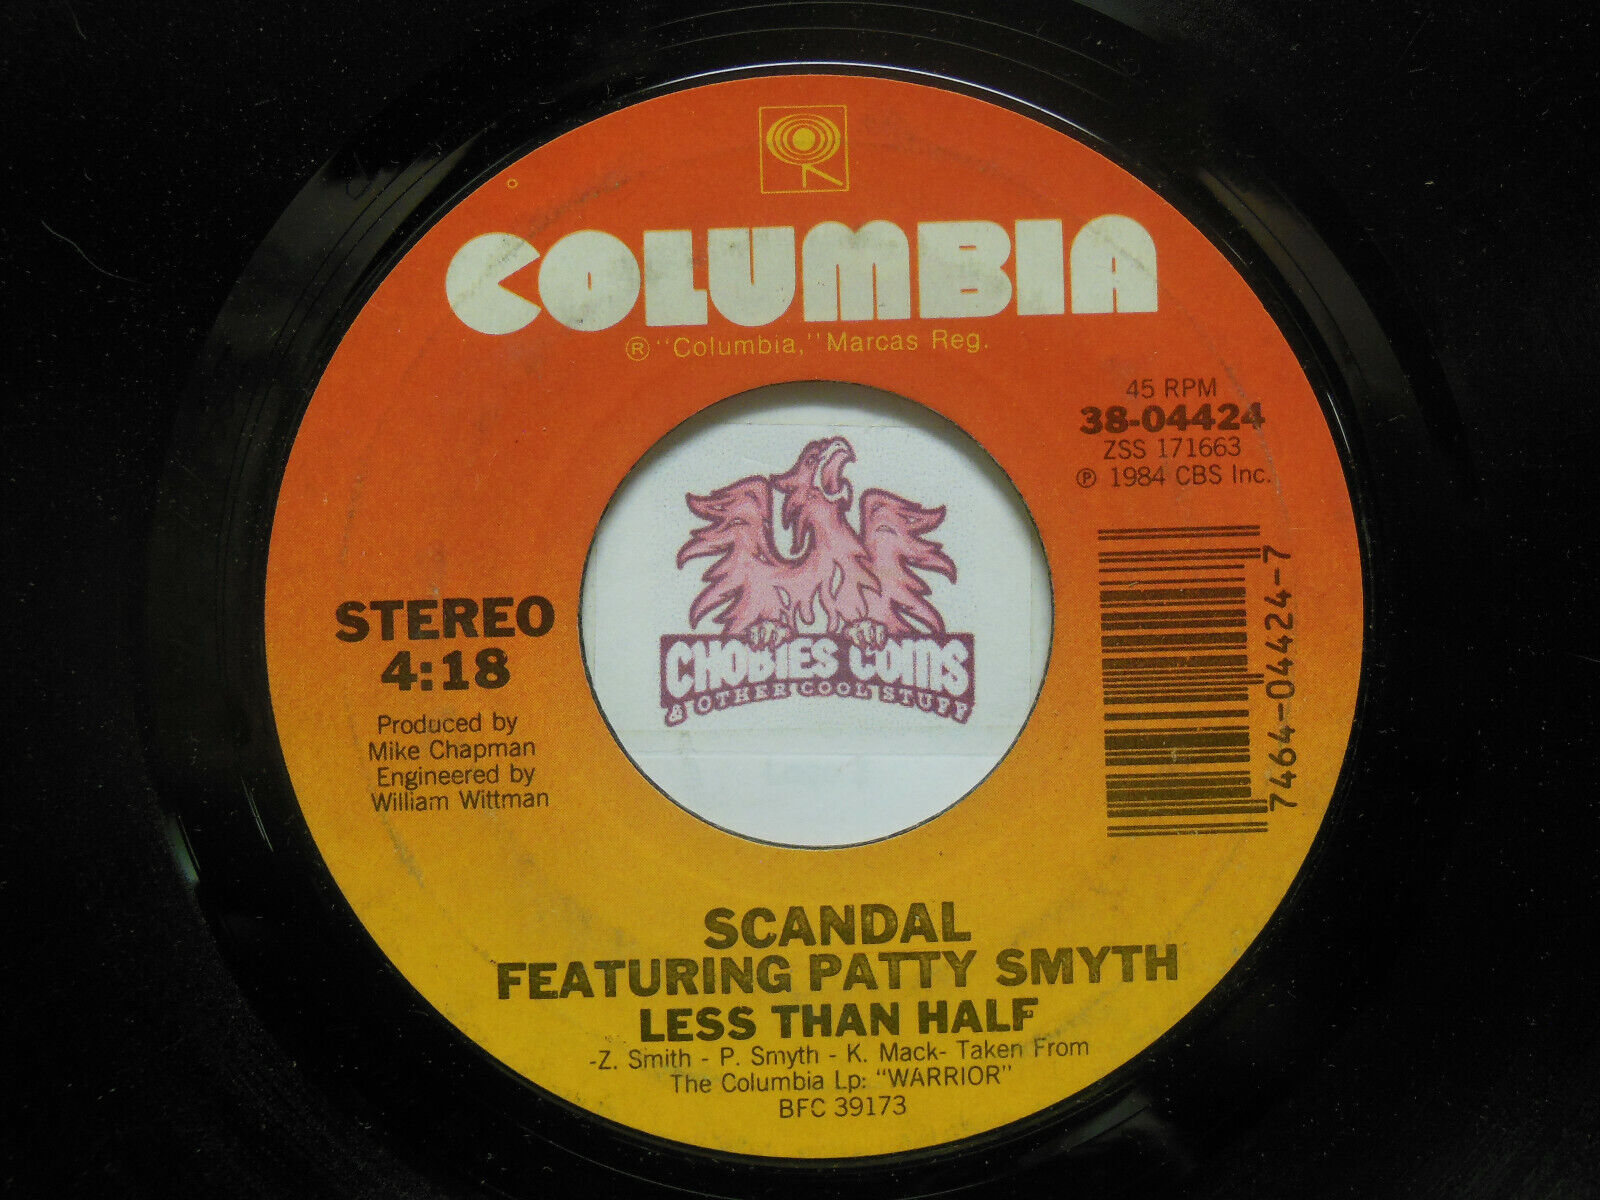 COLUMBIA
® "Columbia," Marcas Reg.
45 RPM
38-04424
ZSS 171663
℗ 1984 CBS Inc.
STEREO
4:18
Produced by
Mike Chapman
Engineered by
William Wittman
CHOBIES COINS
& OTHER COOL STUFF
7464-04424-7
SCANDAL
FEATURING PATTY SMYTH
LESS THAN HALF
-Z. Smith - P. Smyth - K. Mack- Taken From
The Columbia Lp: "WARRIOR"
BFC 39173